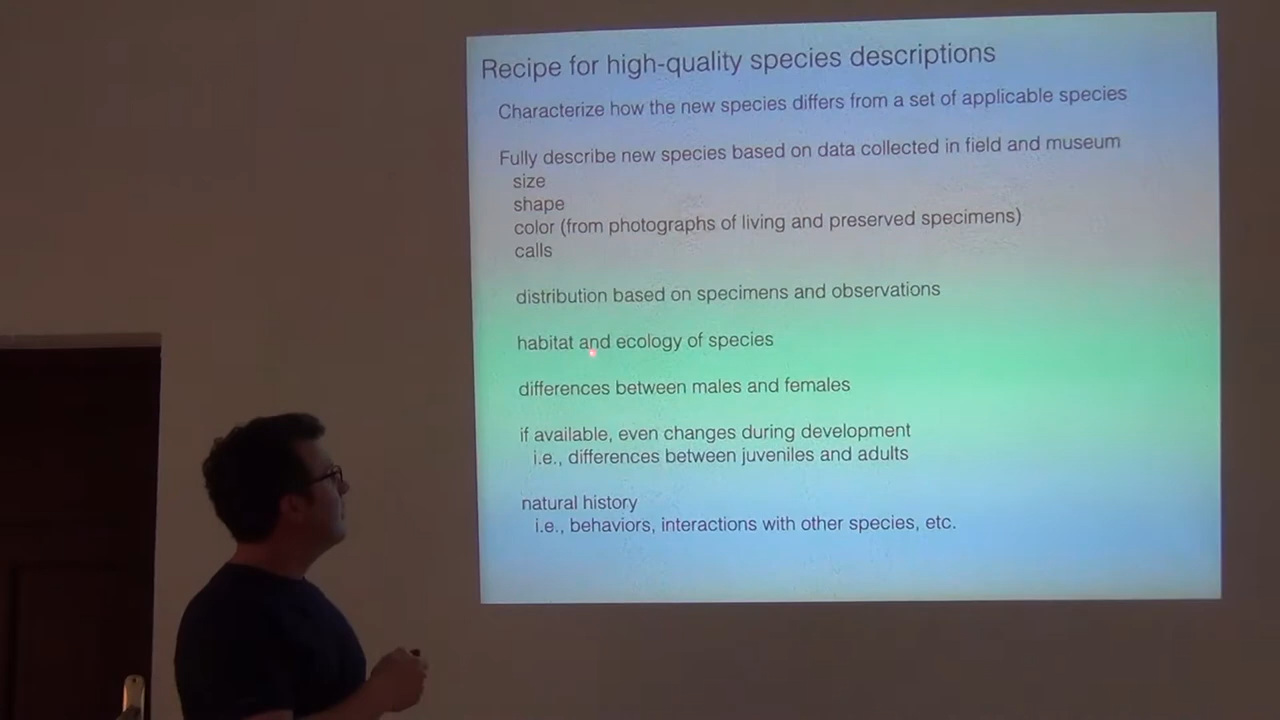 Recipe for high-quality species descriptions
Characterize how the new species differs from a set of applicable species
Fully describe new species based on data collected in field and museum
size
shape
color (from photographs of living and preserved specimens)
calls
distribution based on specimens and observations
habitat and ecology of species
differences between males and females
if available, even changes during development
i.e., differences between juveniles and adults
natural history
i.e., behaviors, interactions with other species, etc.